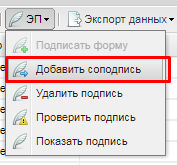 ЭП Экспорт данных
Подписать форму
Добавить соподпись
Удалить подпись
Проверить подпись
Показать подпись